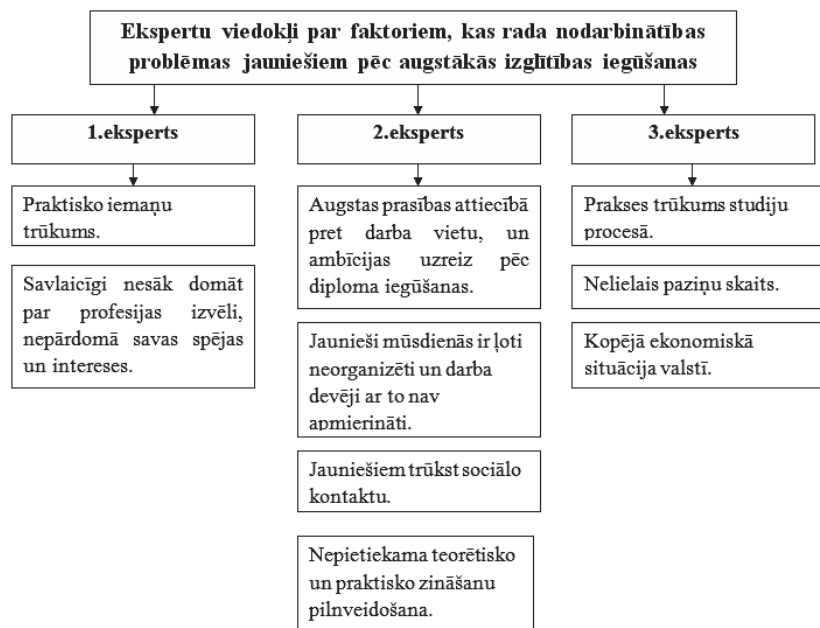 Ekspertu viedokļi par faktoriem, kas rada nodarbinātības
problēmas jauniešiem pēc augstākās izglītības iegūšanas
1.eksperts
Praktisko iemaņu
trūkums.
Savlaicīgi nesāk domāt
par profesijas izvēli,
nepārdomā savas spējas
un intereses.
2.eksperts
Augstas prasības attiecībā
pret darba vietu, un
ambīcijas uzreiz pēc
diploma iegūšanas.
Jaunieši mūsdienās ir ļoti
neorganizēti un darba
devēji ar to nav
apmierināti.
Jauniešiem trūkst sociālo
kontaktu.
Nepietiekama teorētisko
un praktisko zināšanu
pilnveidošana.
3.eksperts
Prakses trūkums studiju
procesā.
Nelielais paziņu skaits.
Kopējā ekonomiskā
situācija valstī.